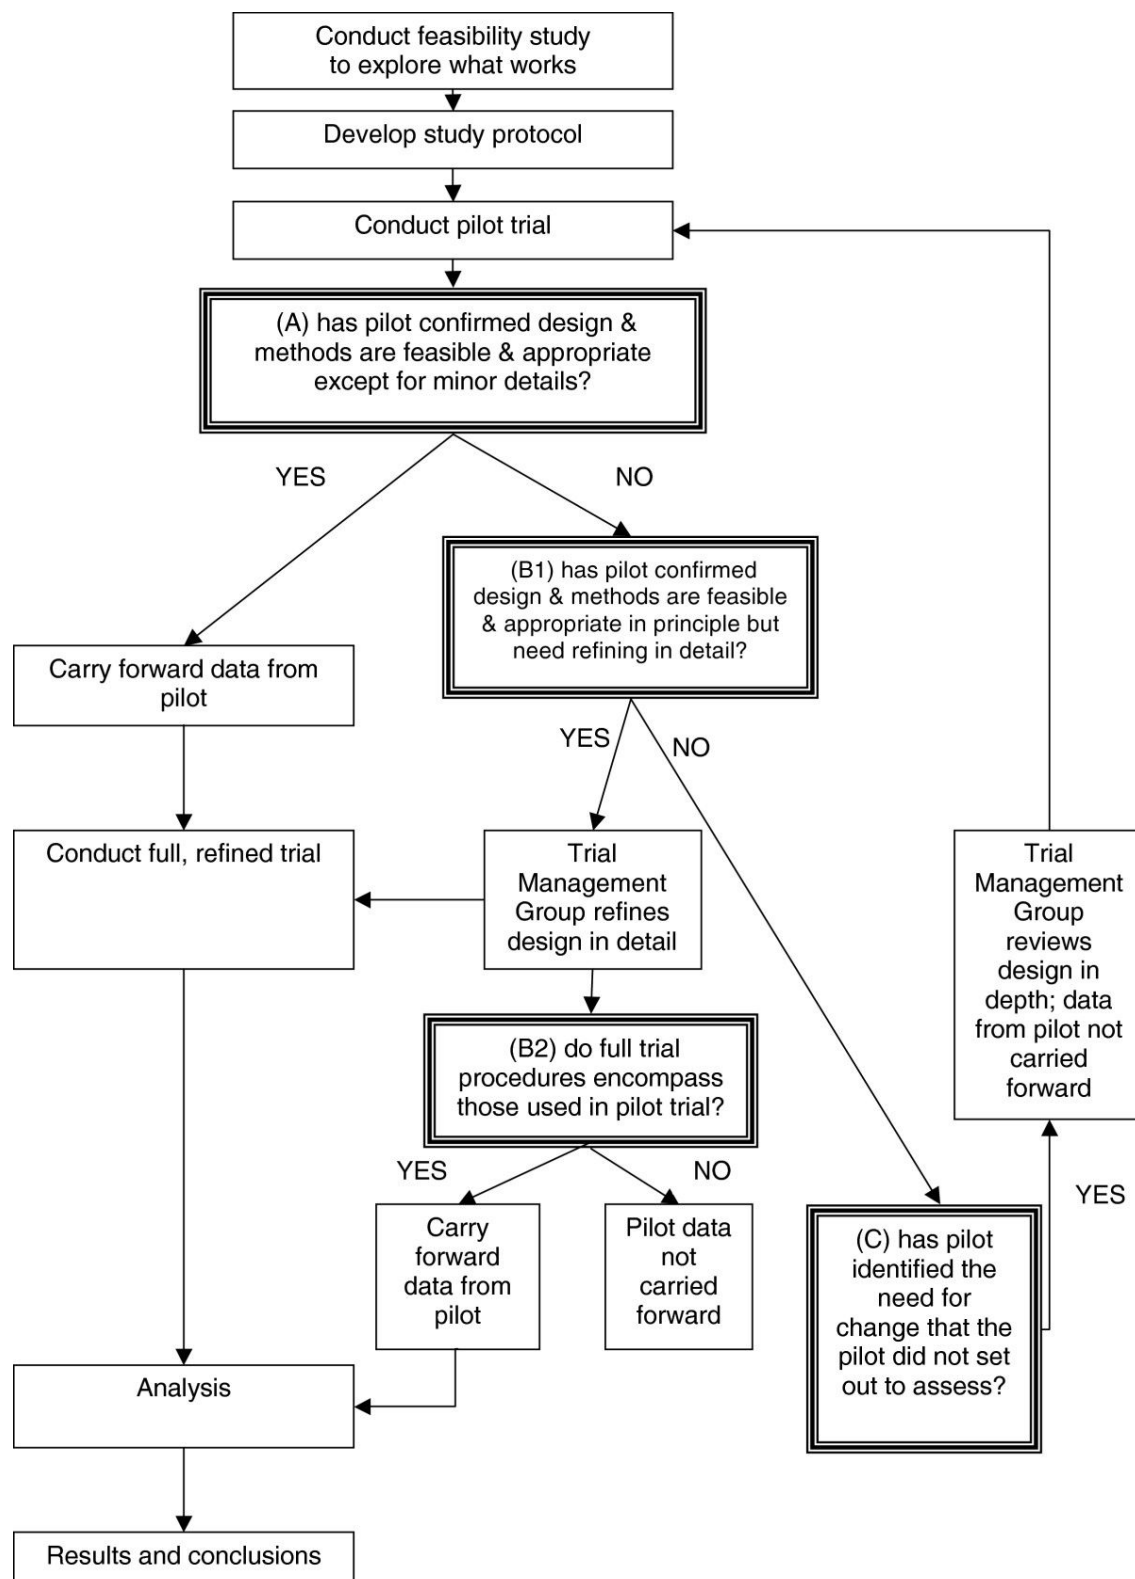 Conduct feasibility study
to explore what works
Develop study protocol
Conduct pilot trial
(A) has pilot confirmed design &
methods are feasible & appropriate
except for minor details?
YES
NO
(B1) has pilot confirmed
design & methods are feasible
& appropriate in principle but
need refining in detail?
Carry forward data from
pilot
YES
NO
Conduct full, refined trial
Trial
Management
Group refines
design in detail
Trial
Management
Group
reviews
design in
depth; data
from pilot not
carried
forward
(B2) do full trial
procedures encompass
those used in pilot trial?
YES
NO
YES
Carry
forward
data from
pilot
Pilot data
not
carried
forward
(C) has pilot
identified the
need for
change that the
pilot did not set
out to assess?
Analysis
Results and conclusions